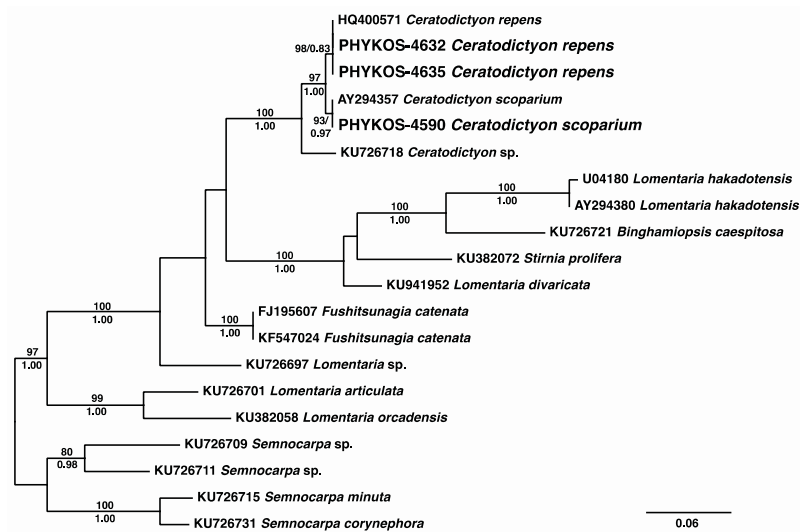 HQ400571 Ceratodictyon repens
98/0.83
PHYKOS-4632 Ceratodictyon repens
PHYKOS-4635 Ceratodictyon repens
97
1.00
AY294357 Ceratodictyon scoparium
93/
0.97
PHYKOS-4590 Ceratodictyon scoparium
100
1.00
KU726718 Ceratodictyon sp.
U04180 Lomentaria hakadotensis
100
1.00
AY294380 Lomentaria hakadotensis
100
1.00
KU726721 Binghamiopsis caespitosa
100
1.00
KU382072 Stirnia prolifera
KU941952 Lomentaria divaricata
FJ195607 Fushitsunagia catenata
100
1.00
KF547024 Fushitsunagia catenata
100
1.00
KU726697 Lomentaria sp.
97
1.00
KU726701 Lomentaria articulata
99
1.00
KU382058 Lomentaria orcadensis
KU726709 Semnocarpa sp.
80
0.98
KU726711 Semnocarpa sp.
KU726715 Semnocarpa minuta
100
1.00
KU726731 Semnocarpa corynephora
0.06